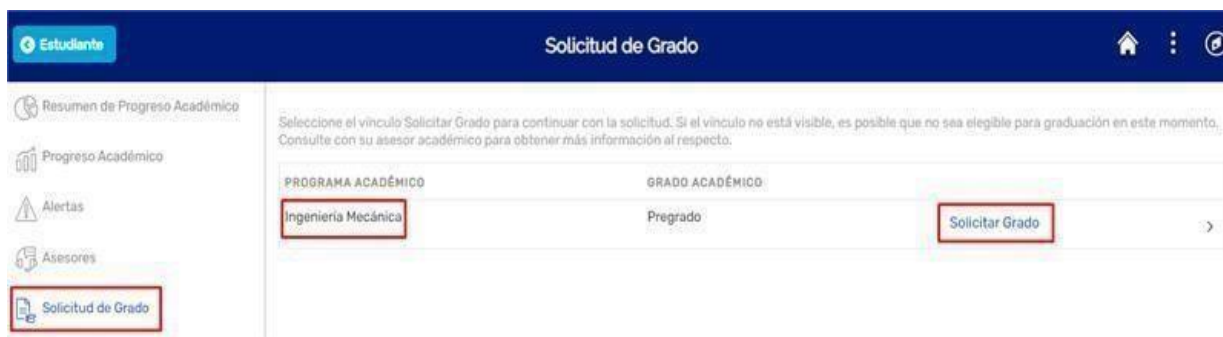 Estudiante
Solicitud de Grado
Resumen de Progreso Académico
Progreso Académico
Alertas
Asesores
Solicitud de Grado
Seleccione el vínculo Solicitar Grado para continuar con la solicitud. Si el vínculo no está visible, es posible que no sea elegible para graduación en este momento.
Consulte con su asesor académico para obtener más información al respecto.
PROGRAMA ACADÉMICO GRADO ACADÉMICO
Ingeniería Mecánica Pregrado Solicitar Grado